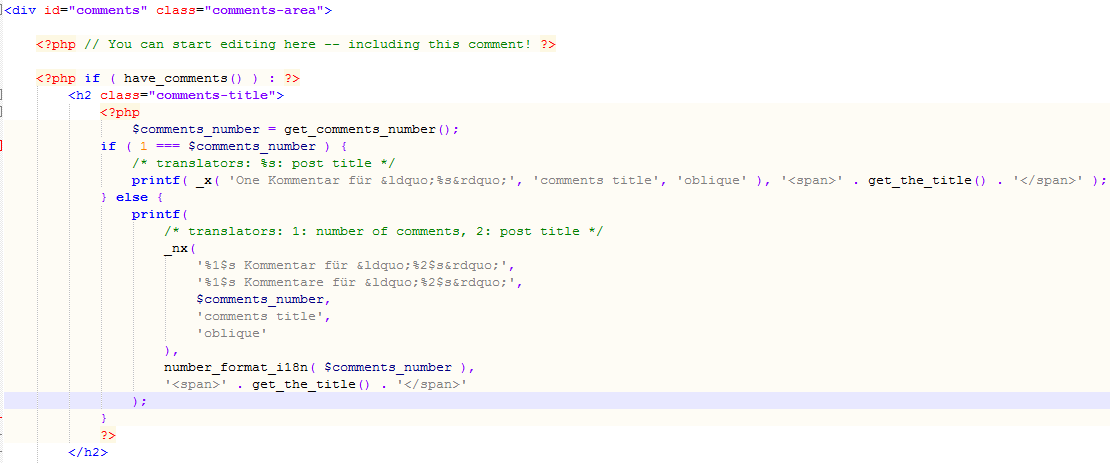 <div id="comments" class="comments-area">
<?php // You can start editing here -- including this comment! ?>
<?php if ( have_comments() ) : ?>
<h2 class="comments-title">
<?php
$comments_number = get_comments_number();
if ( 1 === $comments_number ) {
/* translators: %s: post title */
printf( _x( 'One Kommentar für &ldquo;%s&rdquo;', 'comments title', 'oblique' ), '<span>' . get_the_title() . '</span>' );
} else {
printf(
/* translators: 1: number of comments, 2: post title */
_nx(
'%1$s Kommentar für &ldquo;%2$s&rdquo;',
'%1$s Kommentare für &ldquo;%2$s&rdquo;',
$comments_number,
'comments title',
'oblique'
),
number_format_i18n( $comments_number ),
'<span>' . get_the_title() . '</span>'
);
}
?>
</h2>